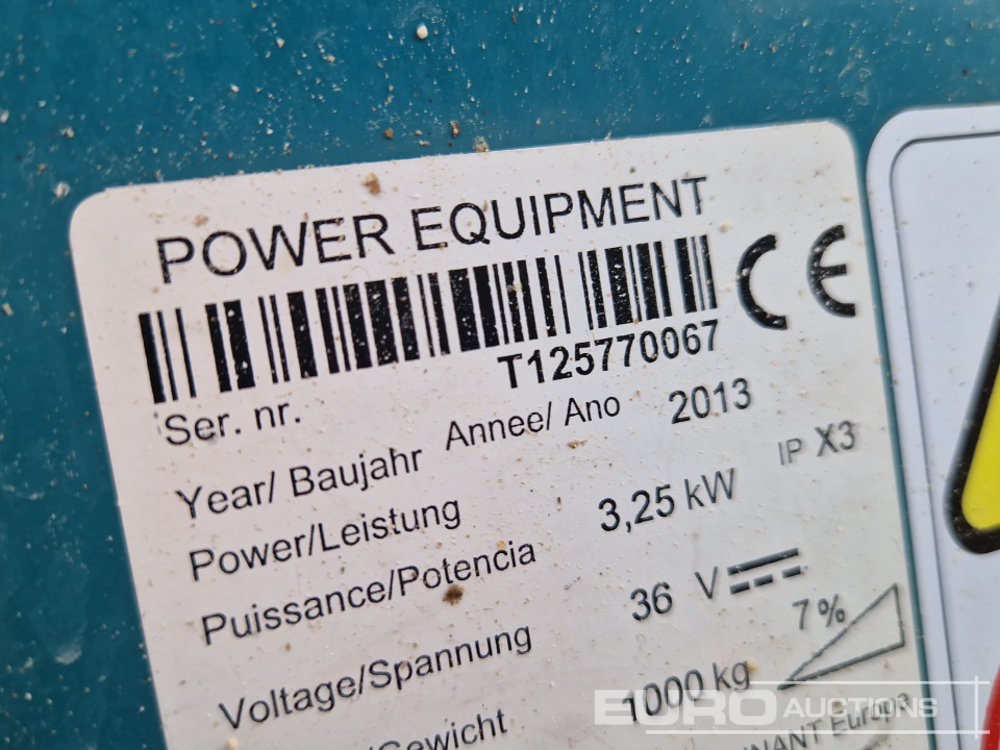 POWER EQUIPMENT
CE
T125770067
Ser. nr.
Year/ Baujahr Annee/ Ano 2013
Power/Leistung 3,25 kW IP X3
Puissance/Potencia
Voltage/Spannung 36 V
7%
Gewicht 1000 kg
Europa
EURO AUCTIONS